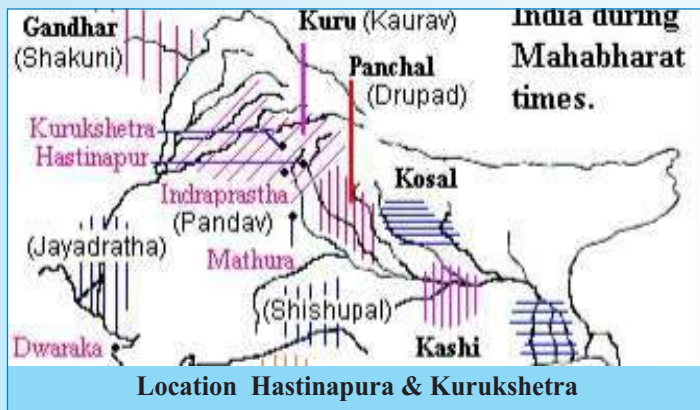 Gandhar
(Shakuni)
Kuru (Kaurav)
Panchal
(Drupad)
India during
Mahabharat
times.
Kurukshetra
Hastinapur
Indraprastha
(Pandav)
Kosal
(Jayadratha)
Mathura
(Shishupal)
Dwaraka
Kashi
Location Hastinapura & Kurukshetra